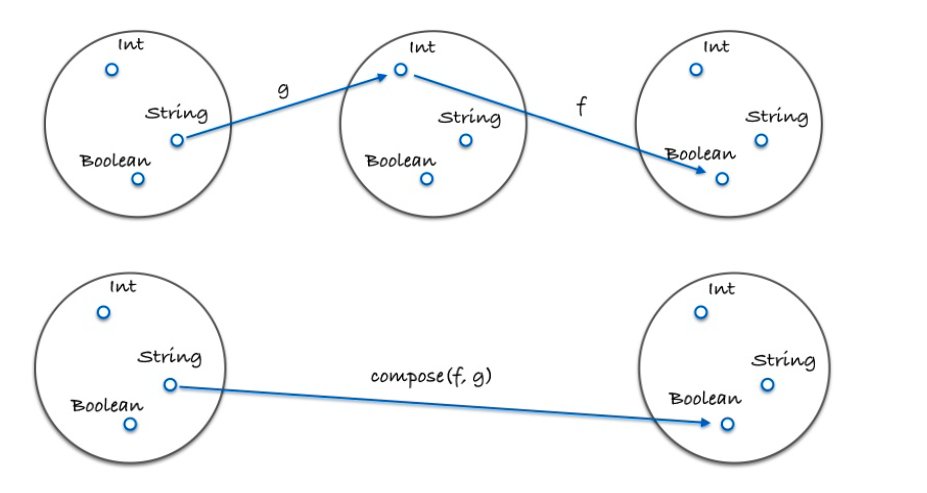 Int
String
Boolean
g
Int
String
Boolean
f
Int
String
Boolean
Int
String
Boolean
compose(f, g)
Int
String
Boolean